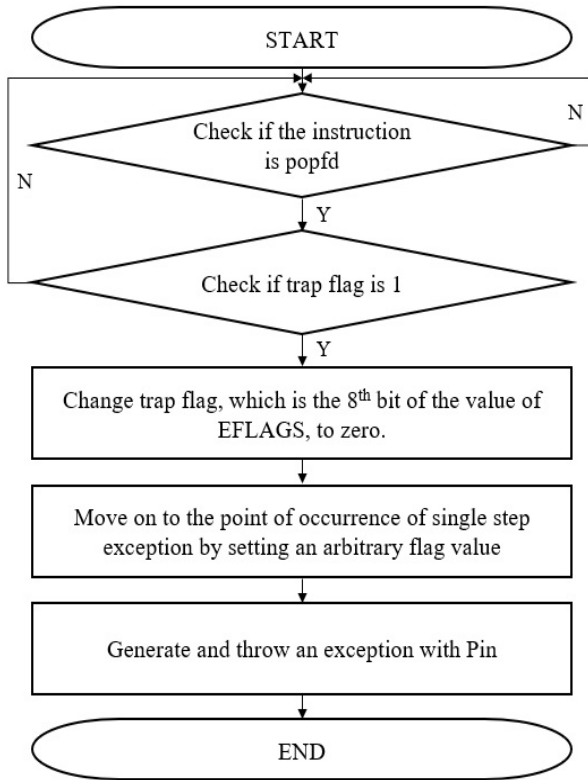 START
Check if the instruction
is popfd
N
N
Y
Check if trap flag is 1
Y
Change trap flag, which is the 8th bit of the value of
EFLAGS, to zero.
Move on to the point of occurrence of single step
exception by setting an arbitrary flag value
Generate and throw an exception with Pin
END